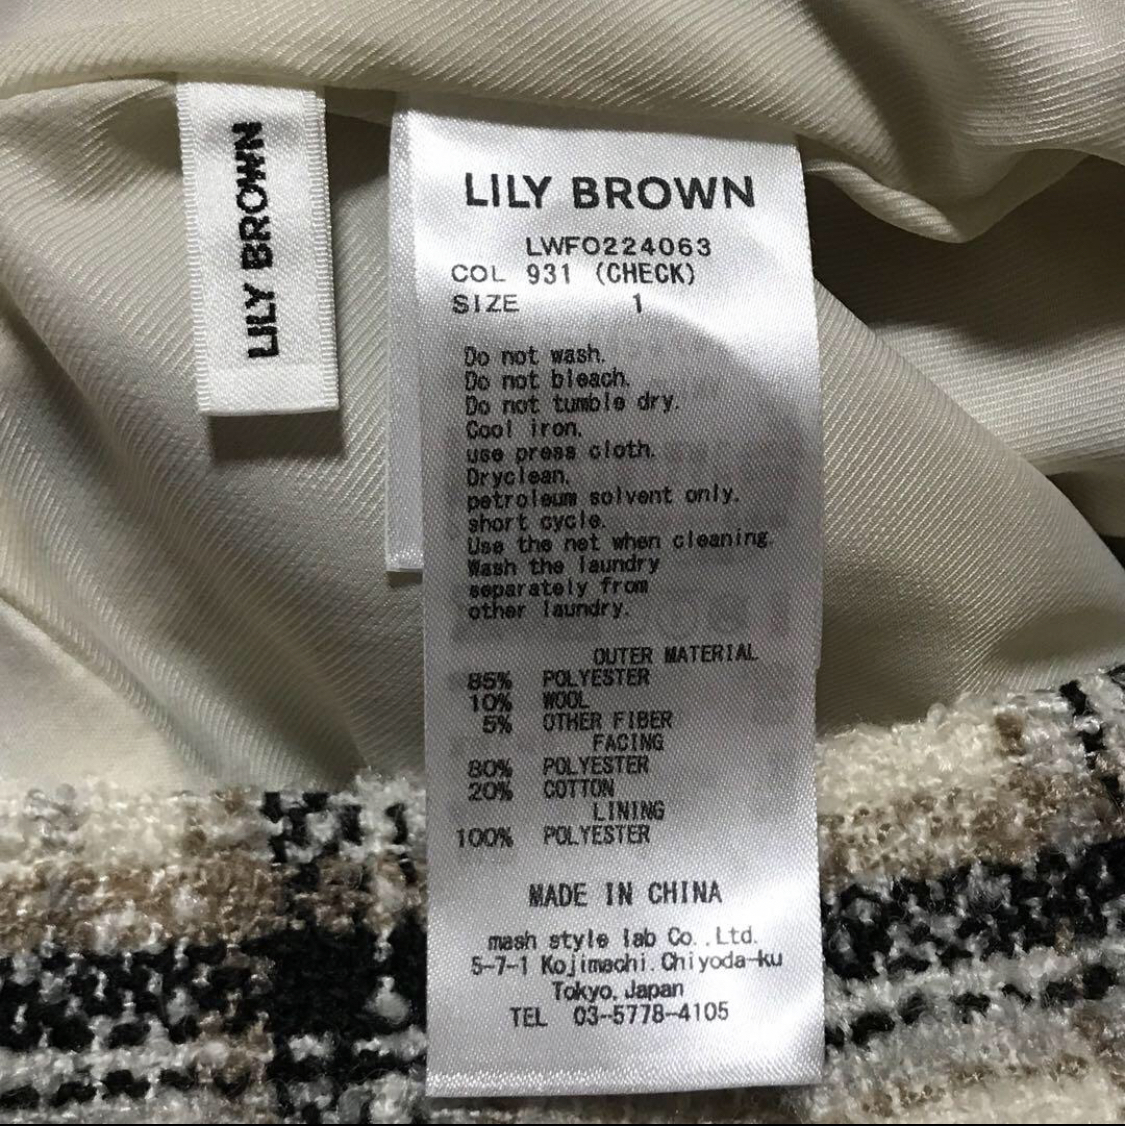 LILY BROWN
LILY BROWN
LWFO224063
COL 931 (CHECK)
SIZE 1
Do not wash.
Do not bleach.
Do not tumble dry.
Cool iron.
use press cloth.
Dryclean.
petroleum solvent only.
short cycle.
Use the net when cleaning.
Wash the laundry
separately from
other laundry.
OUTER MATERIAL
85% POLYESTER
10% WOOL
5% OTHER FIBER
FACING
80% POLYESTER
20% COTTON
LINING
100% POLYESTER
MADE IN CHINA
mash style lab Co.,Ltd.
5-7-1 Kojimachi.Chiyoda-ku
Tokyo.Japan
TEL 03-5778-4105